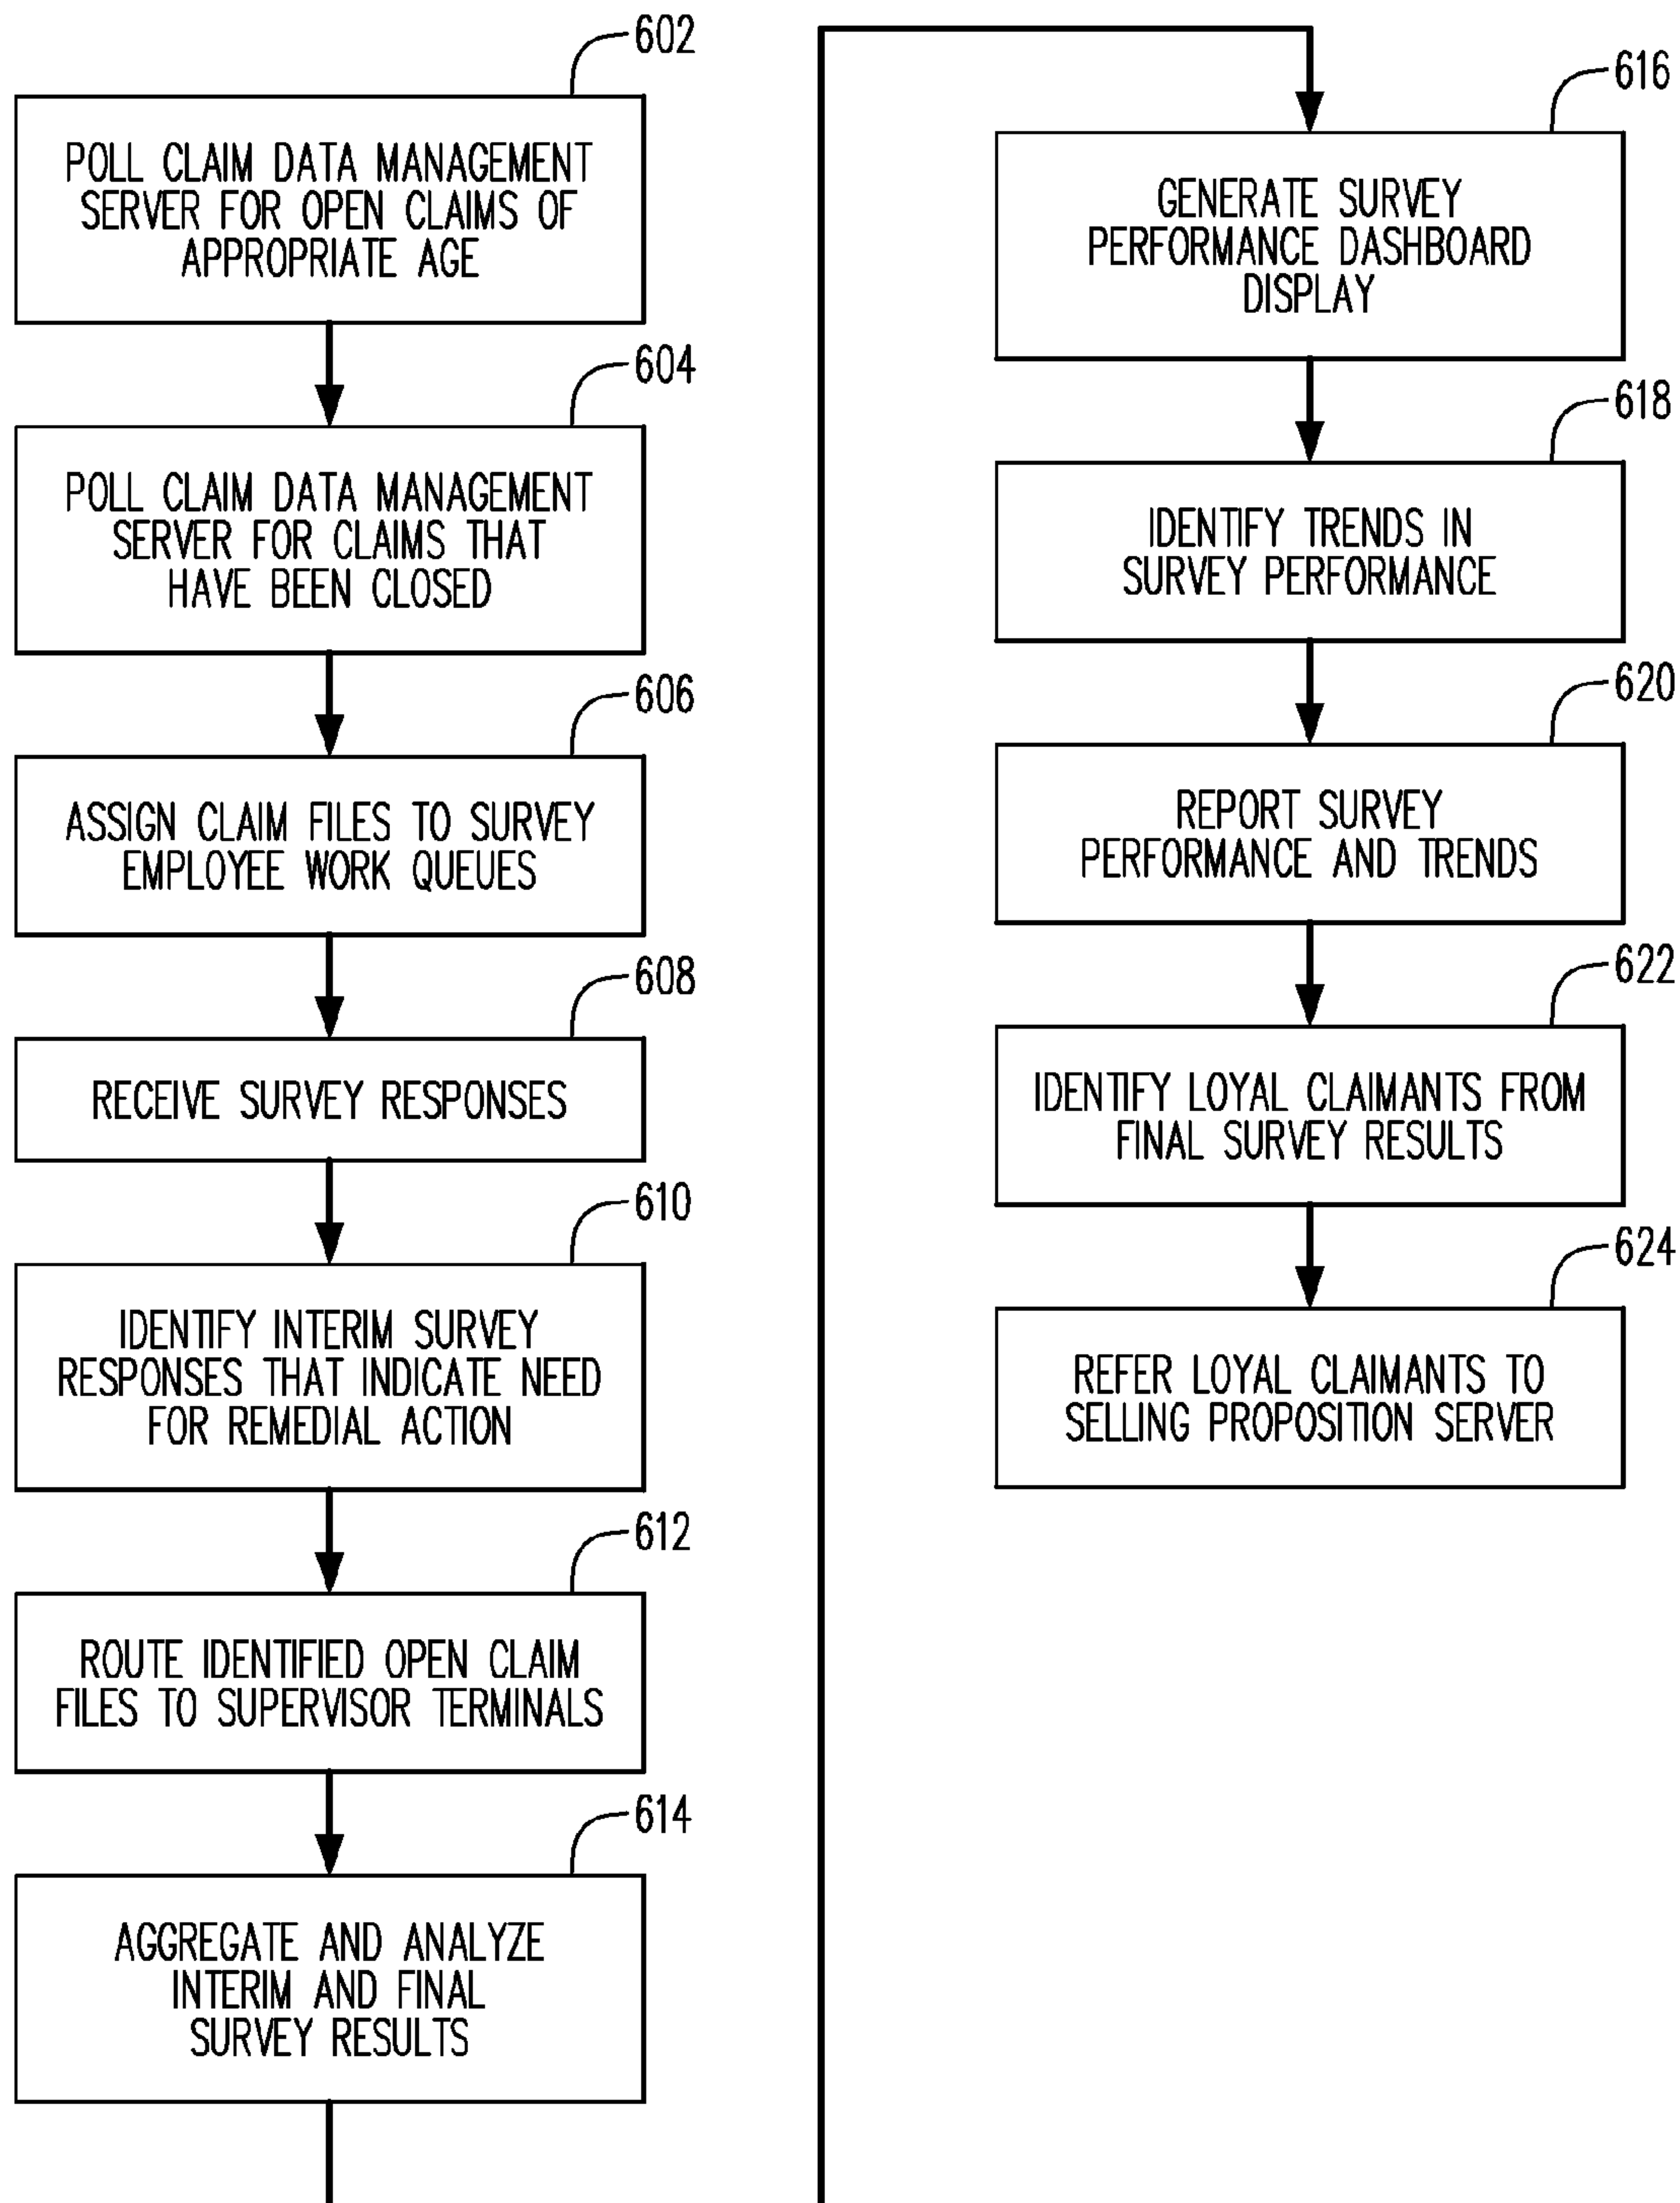 602
POLL CLAIM DATA MANAGEMENT
SERVER FOR OPEN CLAIMS OF
APPROPRIATE AGE
604
POLL CLAIM DATA MANAGEMENT
SERVER FOR CLAIMS THAT
HAVE BEEN CLOSED
606
ASSIGN CLAIM FILES TO SURVEY
EMPLOYEE WORK QUEUES
608
RECEIVE SURVEY RESPONSES
610
IDENTIFY INTERIM SURVEY
RESPONSES THAT INDICATE NEED
FOR REMEDIAL ACTION
612
ROUTE IDENTIFIED OPEN CLAIM
FILES TO SUPERVISOR TERMINALS
614
AGGREGATE AND ANALYZE
INTERIM AND FINAL
SURVEY RESULTS
616
GENERATE SURVEY
PERFORMANCE DASHBOARD
DISPLAY
618
IDENTIFY TRENDS IN
SURVEY PERFORMANCE
620
REPORT SURVEY
PERFORMANCE AND TRENDS
622
IDENTIFY LOYAL CLAIMANTS FROM
FINAL SURVEY RESULTS
624
REFER LOYAL CLAIMANTS TO
SELLING PROPOSITION SERVER